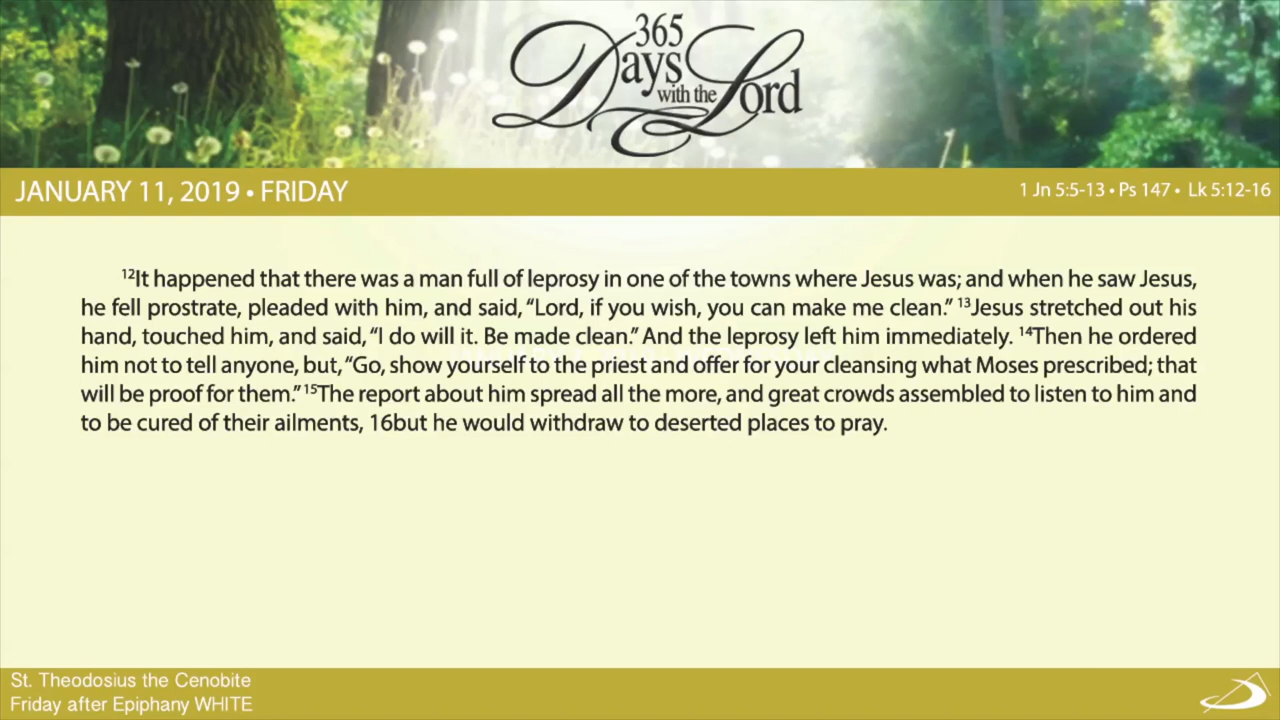 365
Days
with the
Lord
JANUARY 11, 2019 • FRIDAY
1 Jn 5:5-13 • Ps 147 • Lk 5:12-16
¹²It happened that there was a man full of leprosy in one of the towns where Jesus was; and when he saw Jesus,
he fell prostrate, pleaded with him, and said, “Lord, if you wish, you can make me clean.” ¹³Jesus stretched out his
hand, touched him, and said, “I do will it. Be made clean.” And the leprosy left him immediately. ¹⁴Then he ordered
him not to tell anyone, but, “Go, show yourself to the priest and offer for your cleansing what Moses prescribed; that
will be proof for them.” ¹⁵The report about him spread all the more, and great crowds assembled to listen to him and
to be cured of their ailments, 16but he would withdraw to deserted places to pray.
St. Theodosius the Cenobite
Friday after Epiphany WHITE